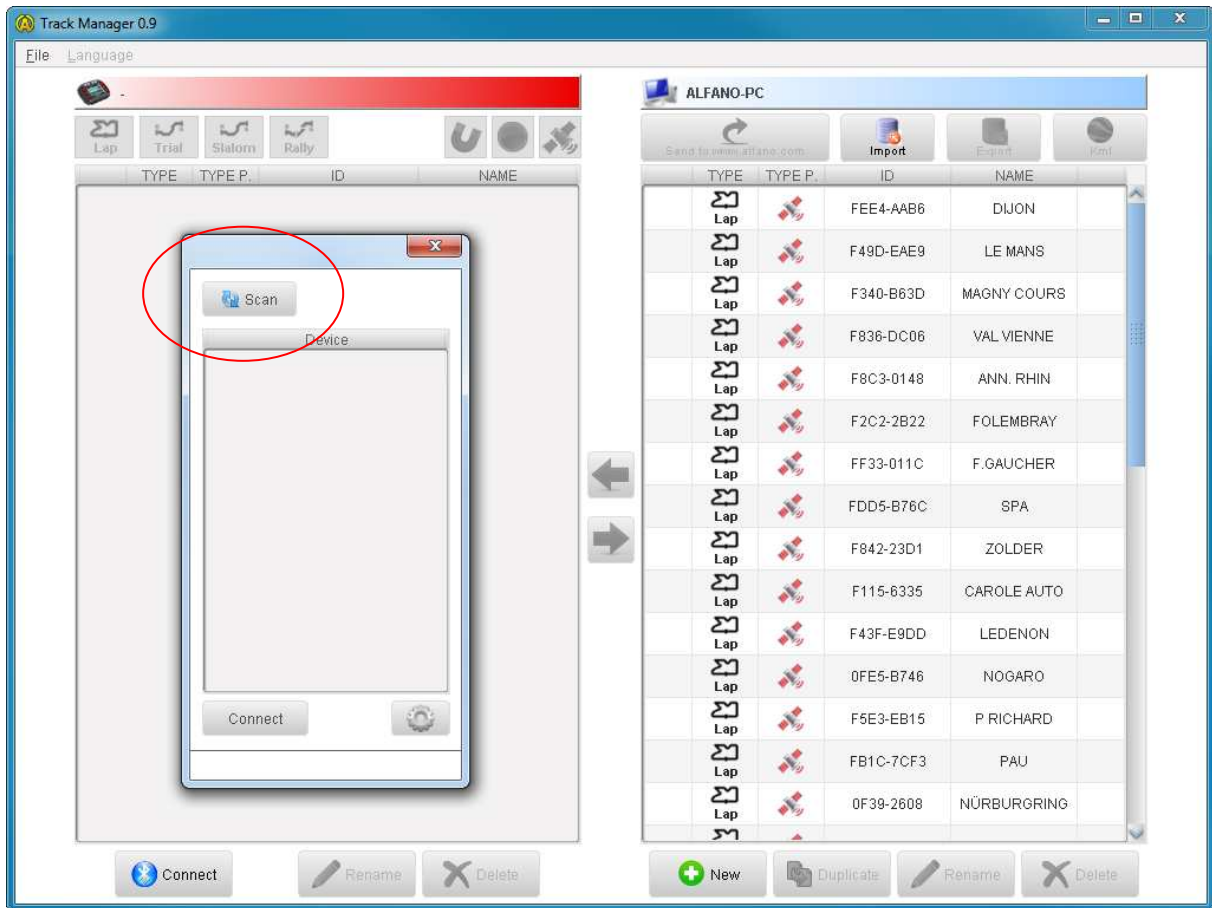 Track Manager 0.9
File Language
-
Lap Trial Slalom Rally
TYPE TYPE P. ID NAME
Scan
Device
Connect
Connect Rename Delete
ALFANO-PC
Send to www.alfano.com Import Export Kml
TYPE TYPE P. ID NAME
Lap FEE4-AAB6 DIJON
Lap F49D-EAE9 LE MANS
Lap F340-B63D MAGNY COURS
Lap F836-DC06 VAL VIENNE
Lap F8C3-0148 ANN. RHIN
Lap F2C2-2B22 FOLEMBRAY
Lap FF33-011C F.GAUCHER
Lap FDD5-B76C SPA
Lap F842-23D1 ZOLDER
Lap F115-6335 CAROLE AUTO
Lap F43F-E9DD LEDENON
Lap 0FE5-B746 NOGARO
Lap F5E3-EB15 P RICHARD
Lap FB1C-7CF3 PAU
Lap 0F39-2608 NÜRBURGRING
New Duplicate Rename Delete